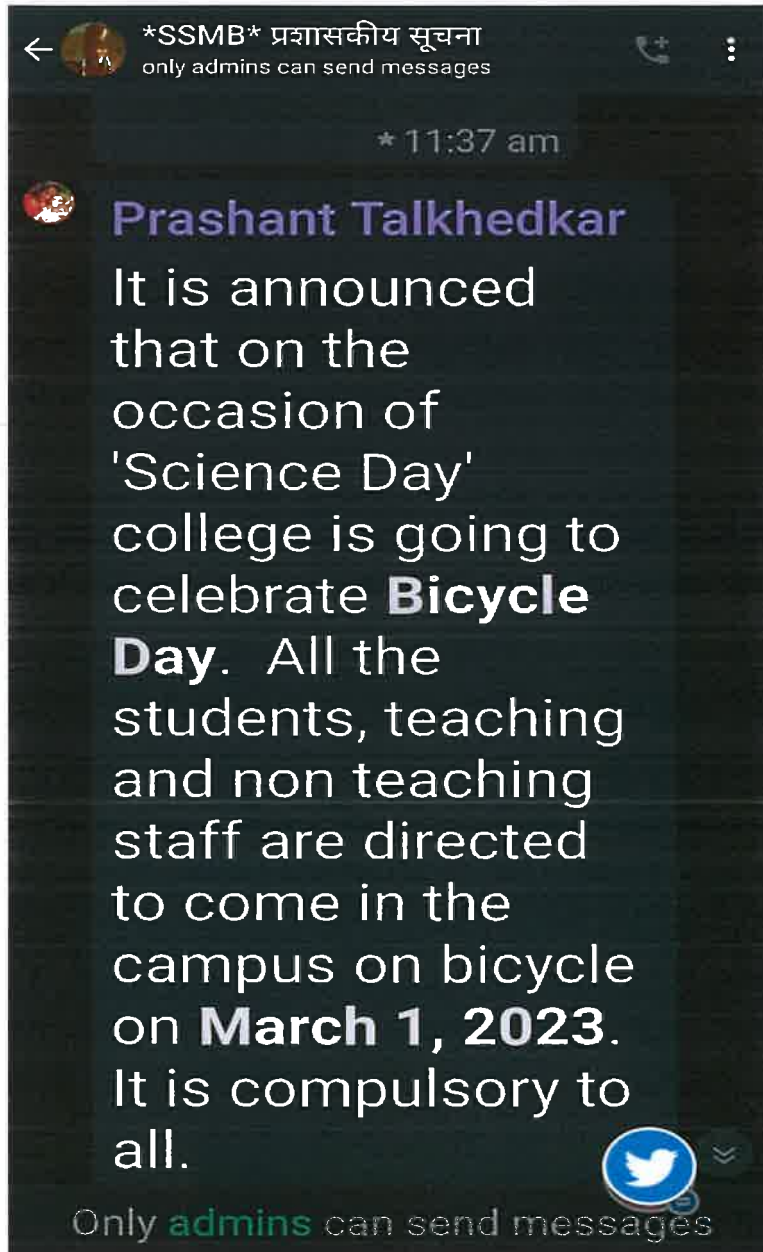 *SSMB* प्रशासकीय सूचना
only admins can send messages
* 11:37 am
Prashant Talkhedkar
It is announced
that on the
occasion of
'Science Day'
college is going to
celebrate Bicycle
Day.  All the
students, teaching
and non teaching
staff are directed
to come in the
campus on bicycle
on March 1, 2023.
It is compulsory to
all.
Only admins can send messages